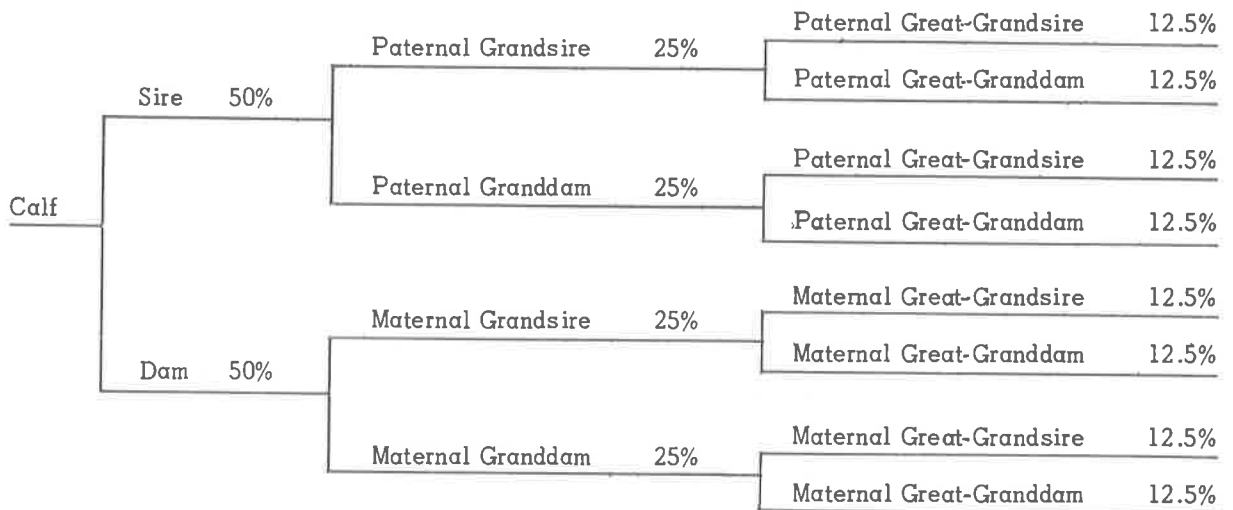 Paternal Great-Grandsire 12.5%
Paternal Grandsire 25%
Paternal Great-Granddam 12.5%
Sire 50%
Paternal Great-Grandsire 12.5%
Paternal Granddam 25%
Calf
Paternal Great-Granddam 12.5%
Maternal Great-Grandsire 12.5%
Maternal Grandsire 25%
Maternal Great-Granddam 12.5%
Dam 50%
Maternal Great-Grandsire 12.5%
Maternal Granddam 25%
Maternal Great-Granddam 12.5%